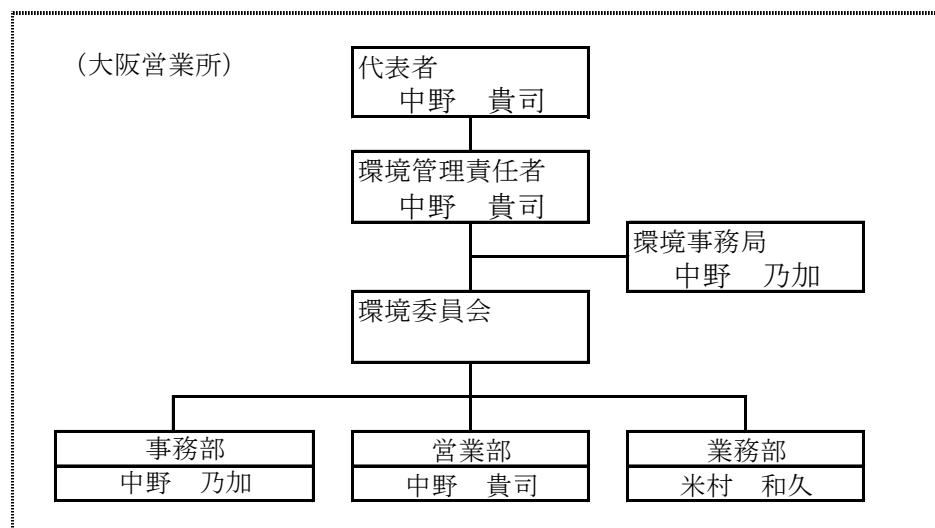 （大阪営業所）
代表者
中野　貴司
環境管理責任者
中野　貴司
環境事務局
中野　乃加
環境委員会
事務部
中野　乃加
営業部
中野　貴司
業務部
米村　和久